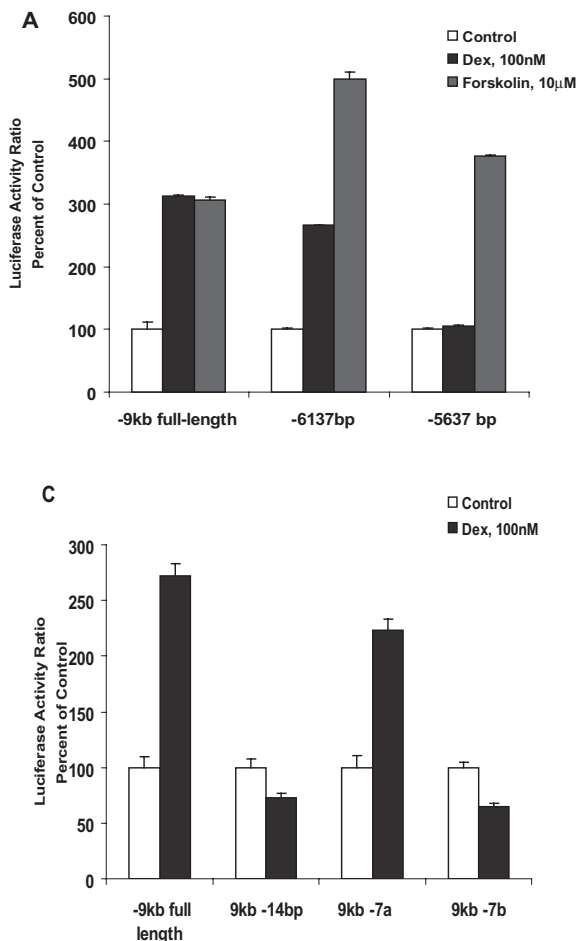 A
Luciferase Activity Ratio
Percent of Control
600
500
400
300
200
100
0
Control
Dex, 100nM
Forskolin, 10µM
-9kb full-length
-6137bp
-5637 bp
C
Luciferase Activity Ratio
Percent of Control
300
250
200
150
100
50
0
Control
Dex, 100nM
-9kb full
length
9kb -14bp
9kb -7a
9kb -7b